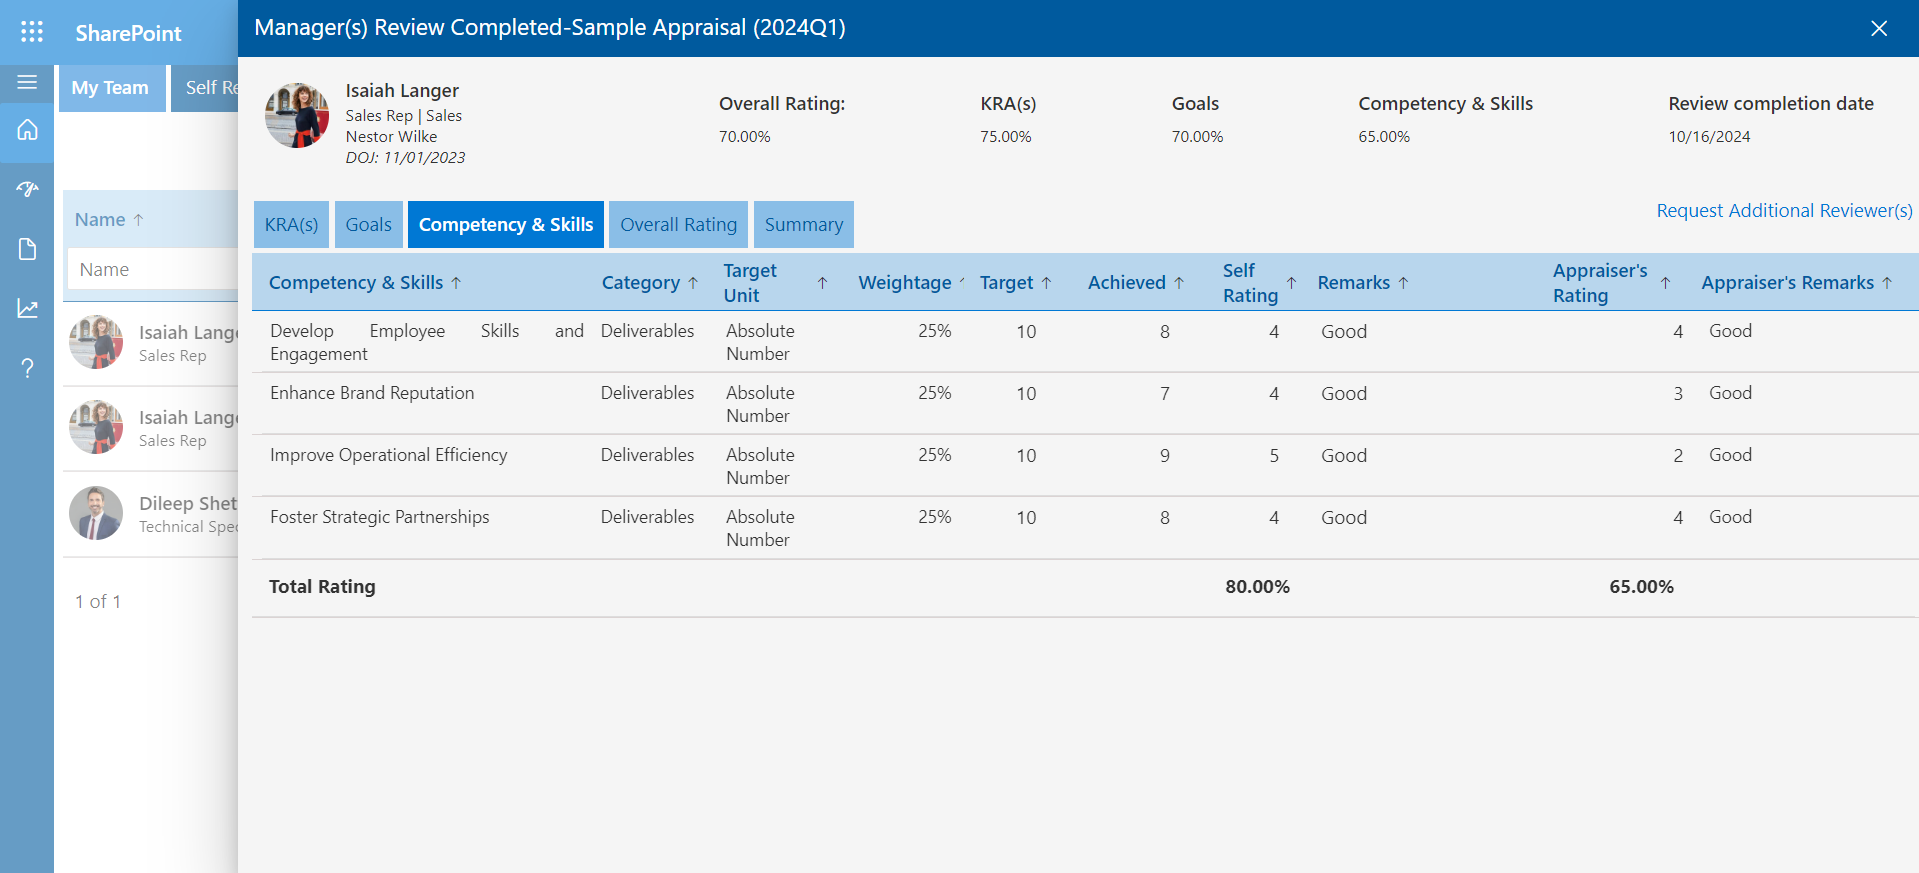 SharePoint
Manager(s) Review Completed-Sample Appraisal (2024Q1)
My Team
Self Re
Isaiah Langer
Sales Rep | Sales
Nestor Wilke
DOJ: 11/01/2023
Overall Rating:
70.00%
KRA(s)
75.00%
Goals
70.00%
Competency & Skills
65.00%
Review completion date
10/16/2024
Request Additional Reviewer(s)
KRA(s) Goals Competency & Skills Overall Rating Summary
Name ↑
Name
Isaiah Lange
Sales Rep
Isaiah Lange
Sales Rep
Dileep Shet
Technical Spec
1 of 1
Competency & Skills ↑ Category ↑ Target Unit ↑ Weightage Target ↑ Achieved ↑ Self Rating ↑ Remarks ↑ Appraiser's Rating ↑ Appraiser's Remarks ↑
Develop Employee Skills and Engagement Deliverables Absolute Number 25% 10 8 4 Good 4 Good
Enhance Brand Reputation Deliverables Absolute Number 25% 10 7 4 Good 3 Good
Improve Operational Efficiency Deliverables Absolute Number 25% 10 9 5 Good 2 Good
Foster Strategic Partnerships Deliverables Absolute Number 25% 10 8 4 Good 4 Good
Total Rating 80.00% 65.00%